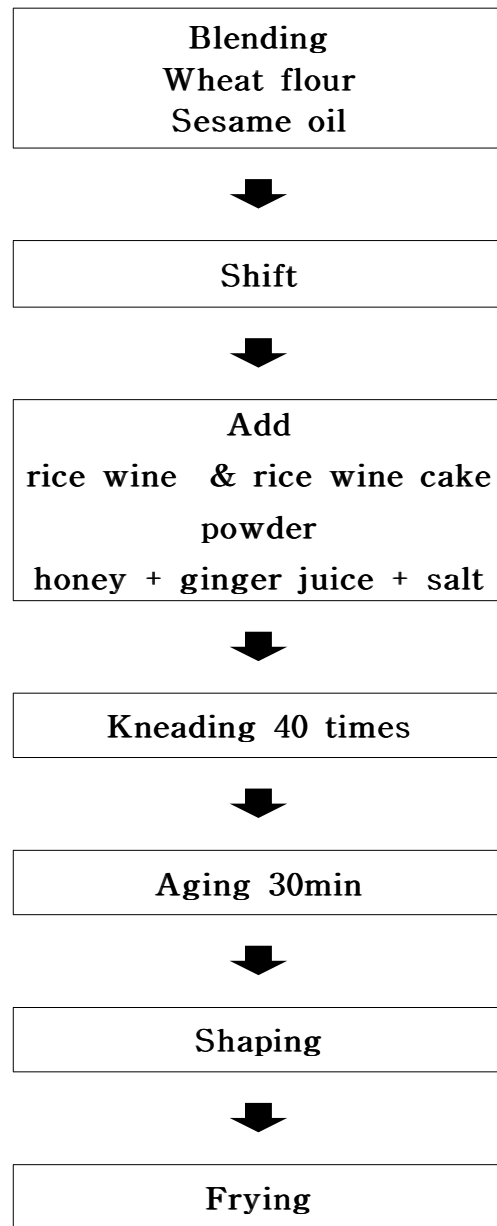 Blending
Wheat flour
Sesame oil
Shift
Add
rice wine & rice wine cake
powder
honey + ginger juice + salt
Kneading 40 times
Aging 30min
Shaping
Frying